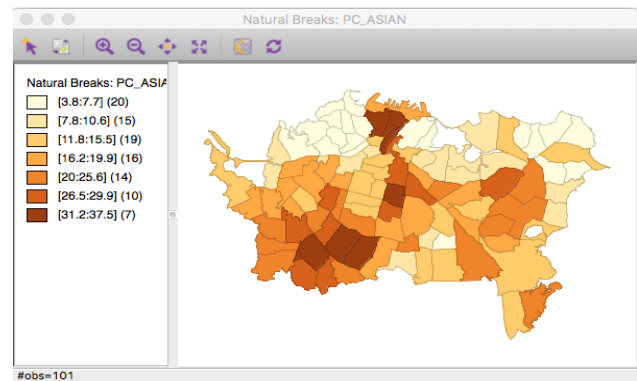 Natural Breaks: PC_ASIAN
Natural Breaks: PC_ASIA
[3.8:7.7] (20)
[7.8:10.6] (15)
[11.8:15.5] (19)
[16.2:19.9] (16)
[20:25.6] (14)
[26.5:29.9] (10)
[31.2:37.5] (7)
#obs=101